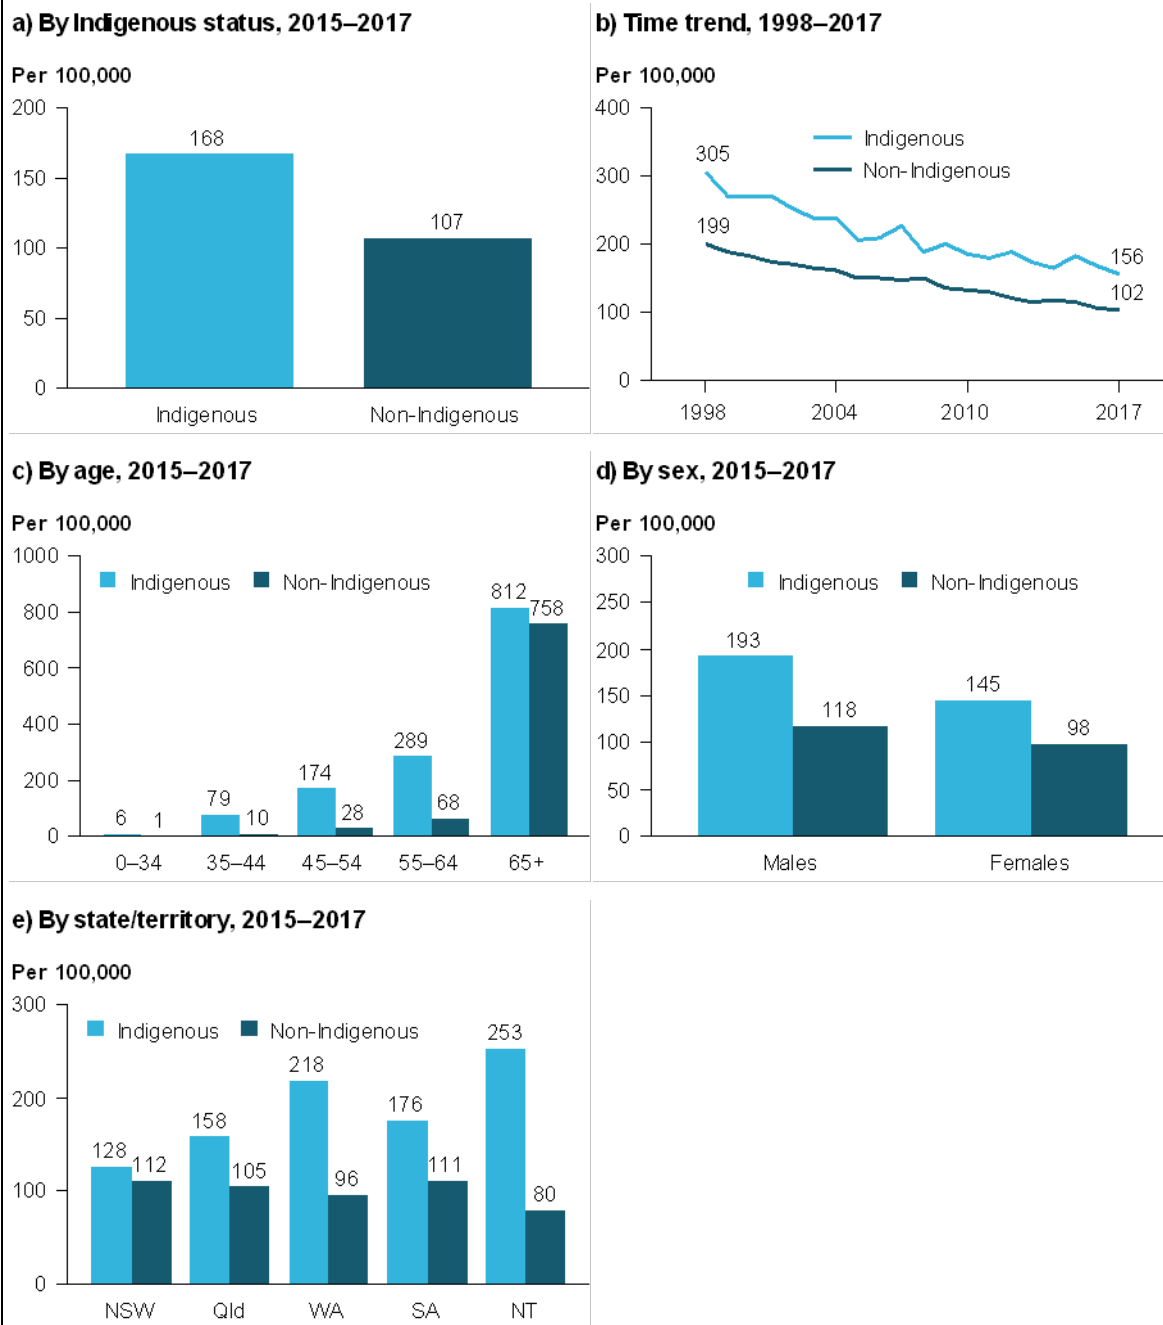 a) By Indigenous status, 2015–2017
Per 100,000
200
150
100
50
0
168
107
Indigenous
Non-Indigenous
b) Time trend, 1998–2017
Per 100,000
400
300
200
100
0
Indigenous
Non-Indigenous
305
199
156
102
1998
2004
2010
2017
c) By age, 2015–2017
Per 100,000
1000
800
600
400
200
0
Indigenous
Non-Indigenous
6
1
79
10
174
28
289
68
812
758
0–34
35–44
45–54
55–64
65+
d) By sex, 2015–2017
Per 100,000
300
250
200
150
100
50
0
Indigenous
Non-Indigenous
193
118
145
98
Males
Females
e) By state/territory, 2015–2017
Per 100,000
300
200
100
0
Indigenous
Non-Indigenous
128
112
158
105
218
96
176
111
253
80
NSW
Qld
WA
SA
NT